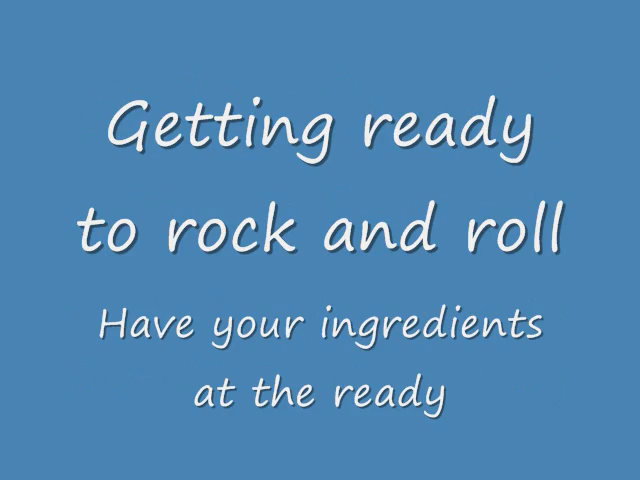 Getting ready
to rock and roll
Have your ingredients
at the ready